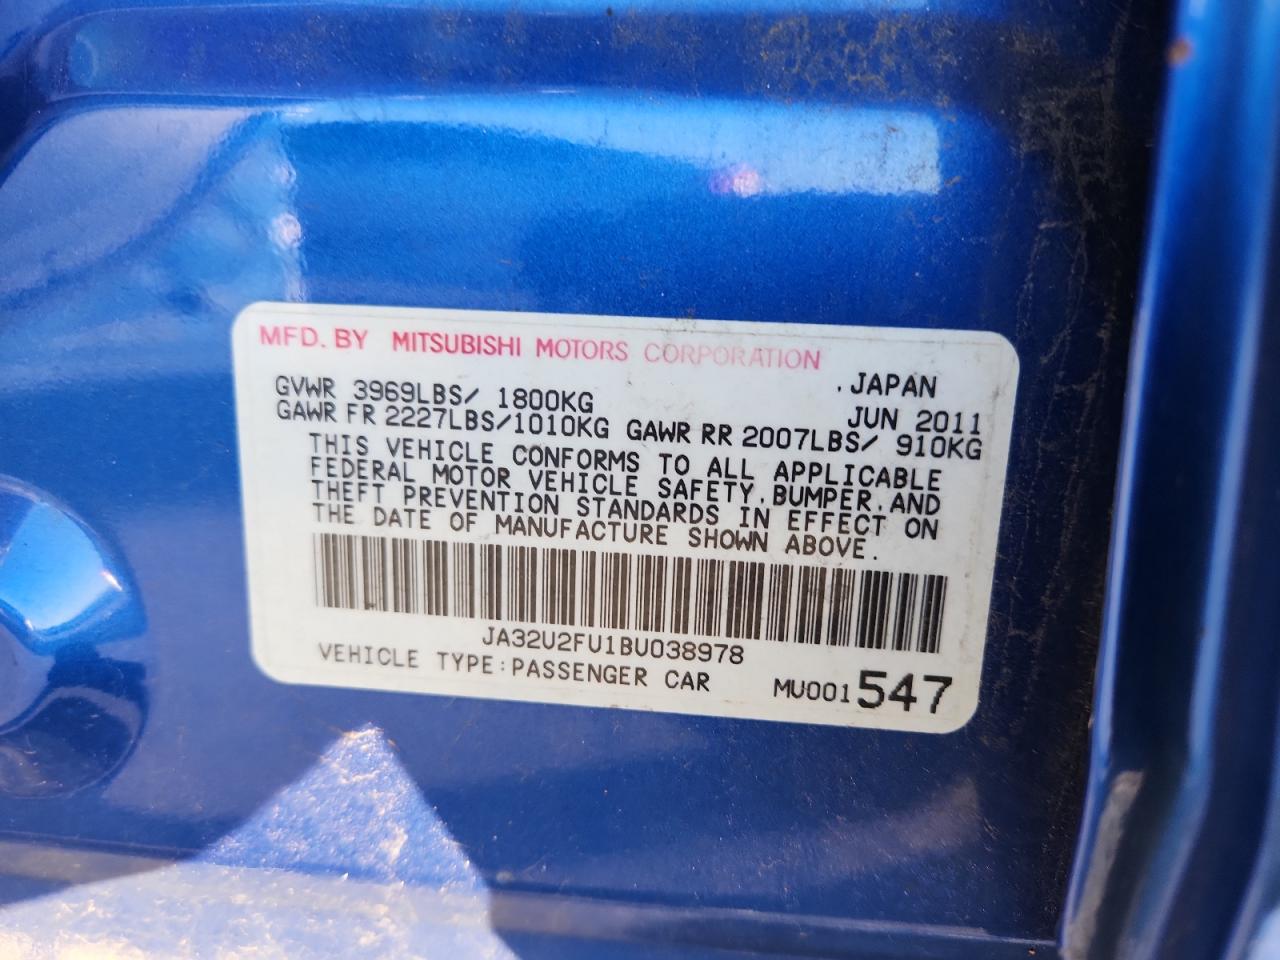 MFD. BY MITSUBISHI MOTORS CORPORATION
.JAPAN
GVWR 3969LBS/ 1800KG JUN 2011
GAWR FR 2227LBS/1010KG GAWR RR 2007LBS/ 910KG
THIS VEHICLE CONFORMS TO ALL APPLICABLE
FEDERAL MOTOR VEHICLE SAFETY,BUMPER,AND
THEFT PREVENTION STANDARDS IN EFFECT ON
THE DATE OF MANUFACTURE SHOWN ABOVE.
JA32U2FU1BU038978
VEHICLE TYPE:PASSENGER CAR
MU001547